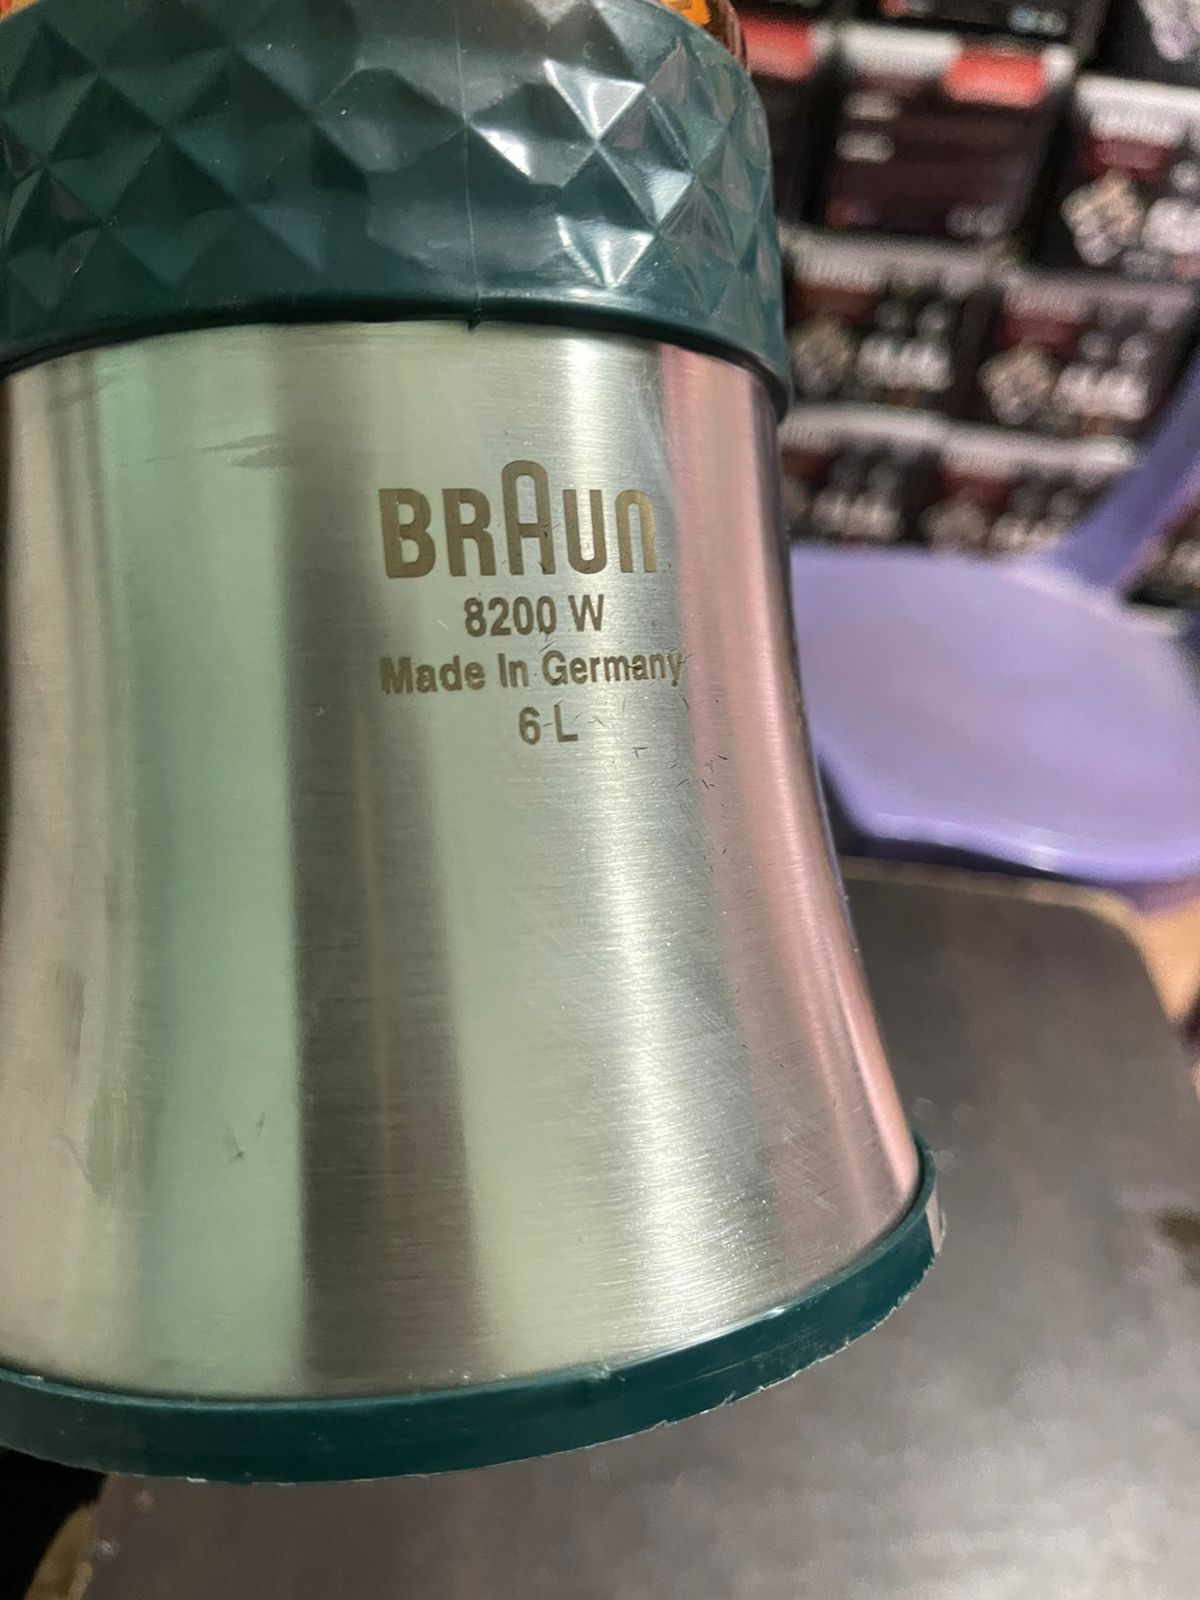 BRAUN
8200 W
Made In Germany
6 L